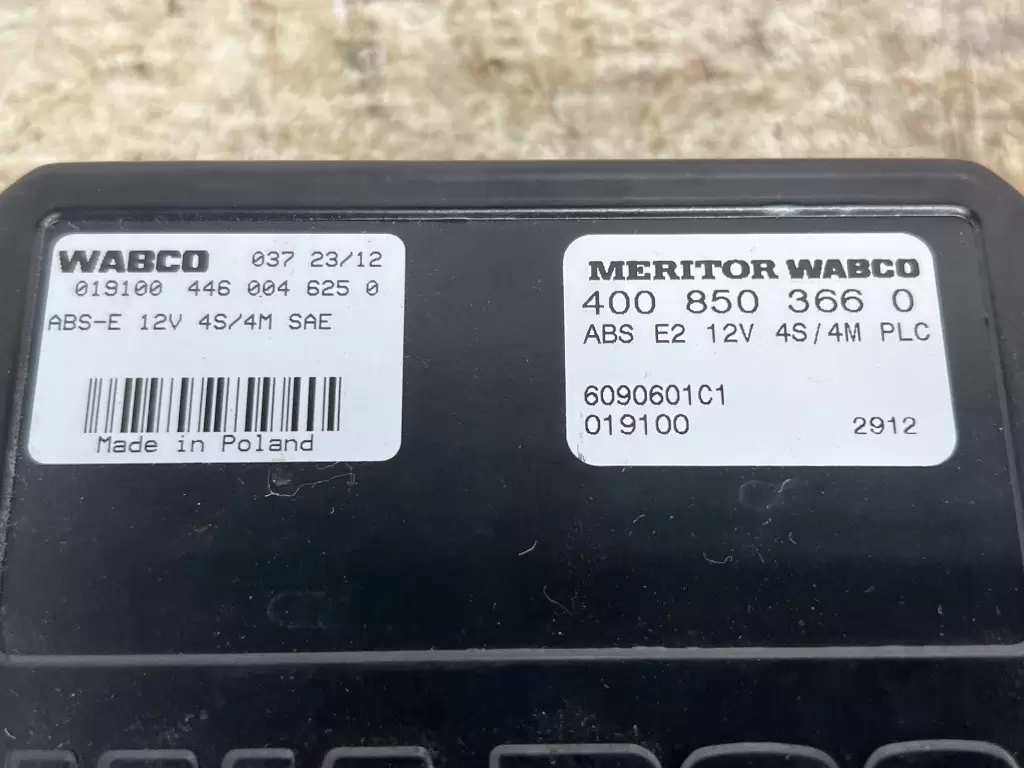 WABCO 037 23/12
019100 446 004 625 0
ABS-E 12V 4S/4M SAE
Made in Poland
MERITOR WABCO
400 850 366 0
ABS E2 12V 4S/4M PLC
6090601C1
019100 2912